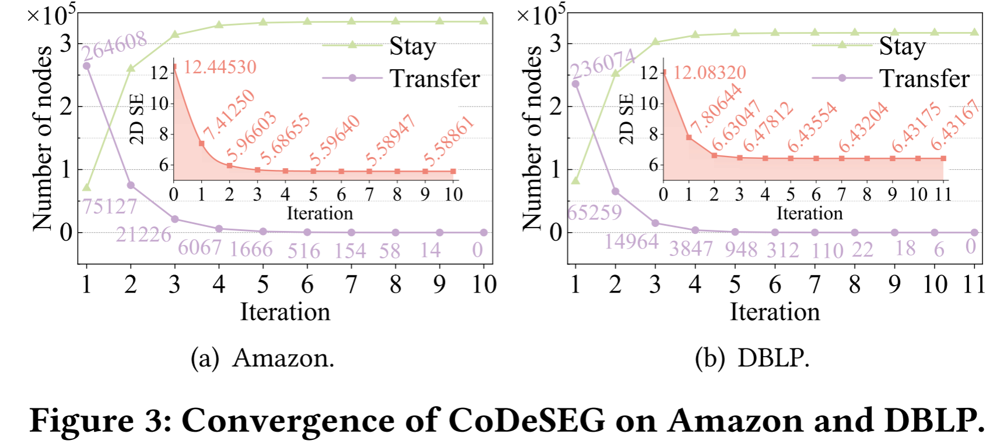 ×10⁵
Number of nodes
3
2
1
0
264608
75127
21226
6067
1666
516
154
58
14
0
Stay
Transfer
2D SE
12
10
8
6
12.44530
7.41250
5.96603
5.68655
5.59640
5.58947
5.58861
0 1 2 3 4 5 6 7 8 9 10
Iteration
1 2 3 4 5 6 7 8 9 10
Iteration
(a) Amazon.
×10⁵
Number of nodes
3
2
1
0
236074
65259
14964
3847
948
312
110
22
18
6
0
Stay
Transfer
2D SE
12
10
8
6
12.08320
7.80644
6.63047
6.47812
6.43554
6.43204
6.43175
6.43167
0 1 2 3 4 5 6 7 8 9 10 11
Iteration
1 2 3 4 5 6 7 8 9 10 11
Iteration
(b) DBLP.
Figure 3: Convergence of CoDeSEG on Amazon and DBLP.